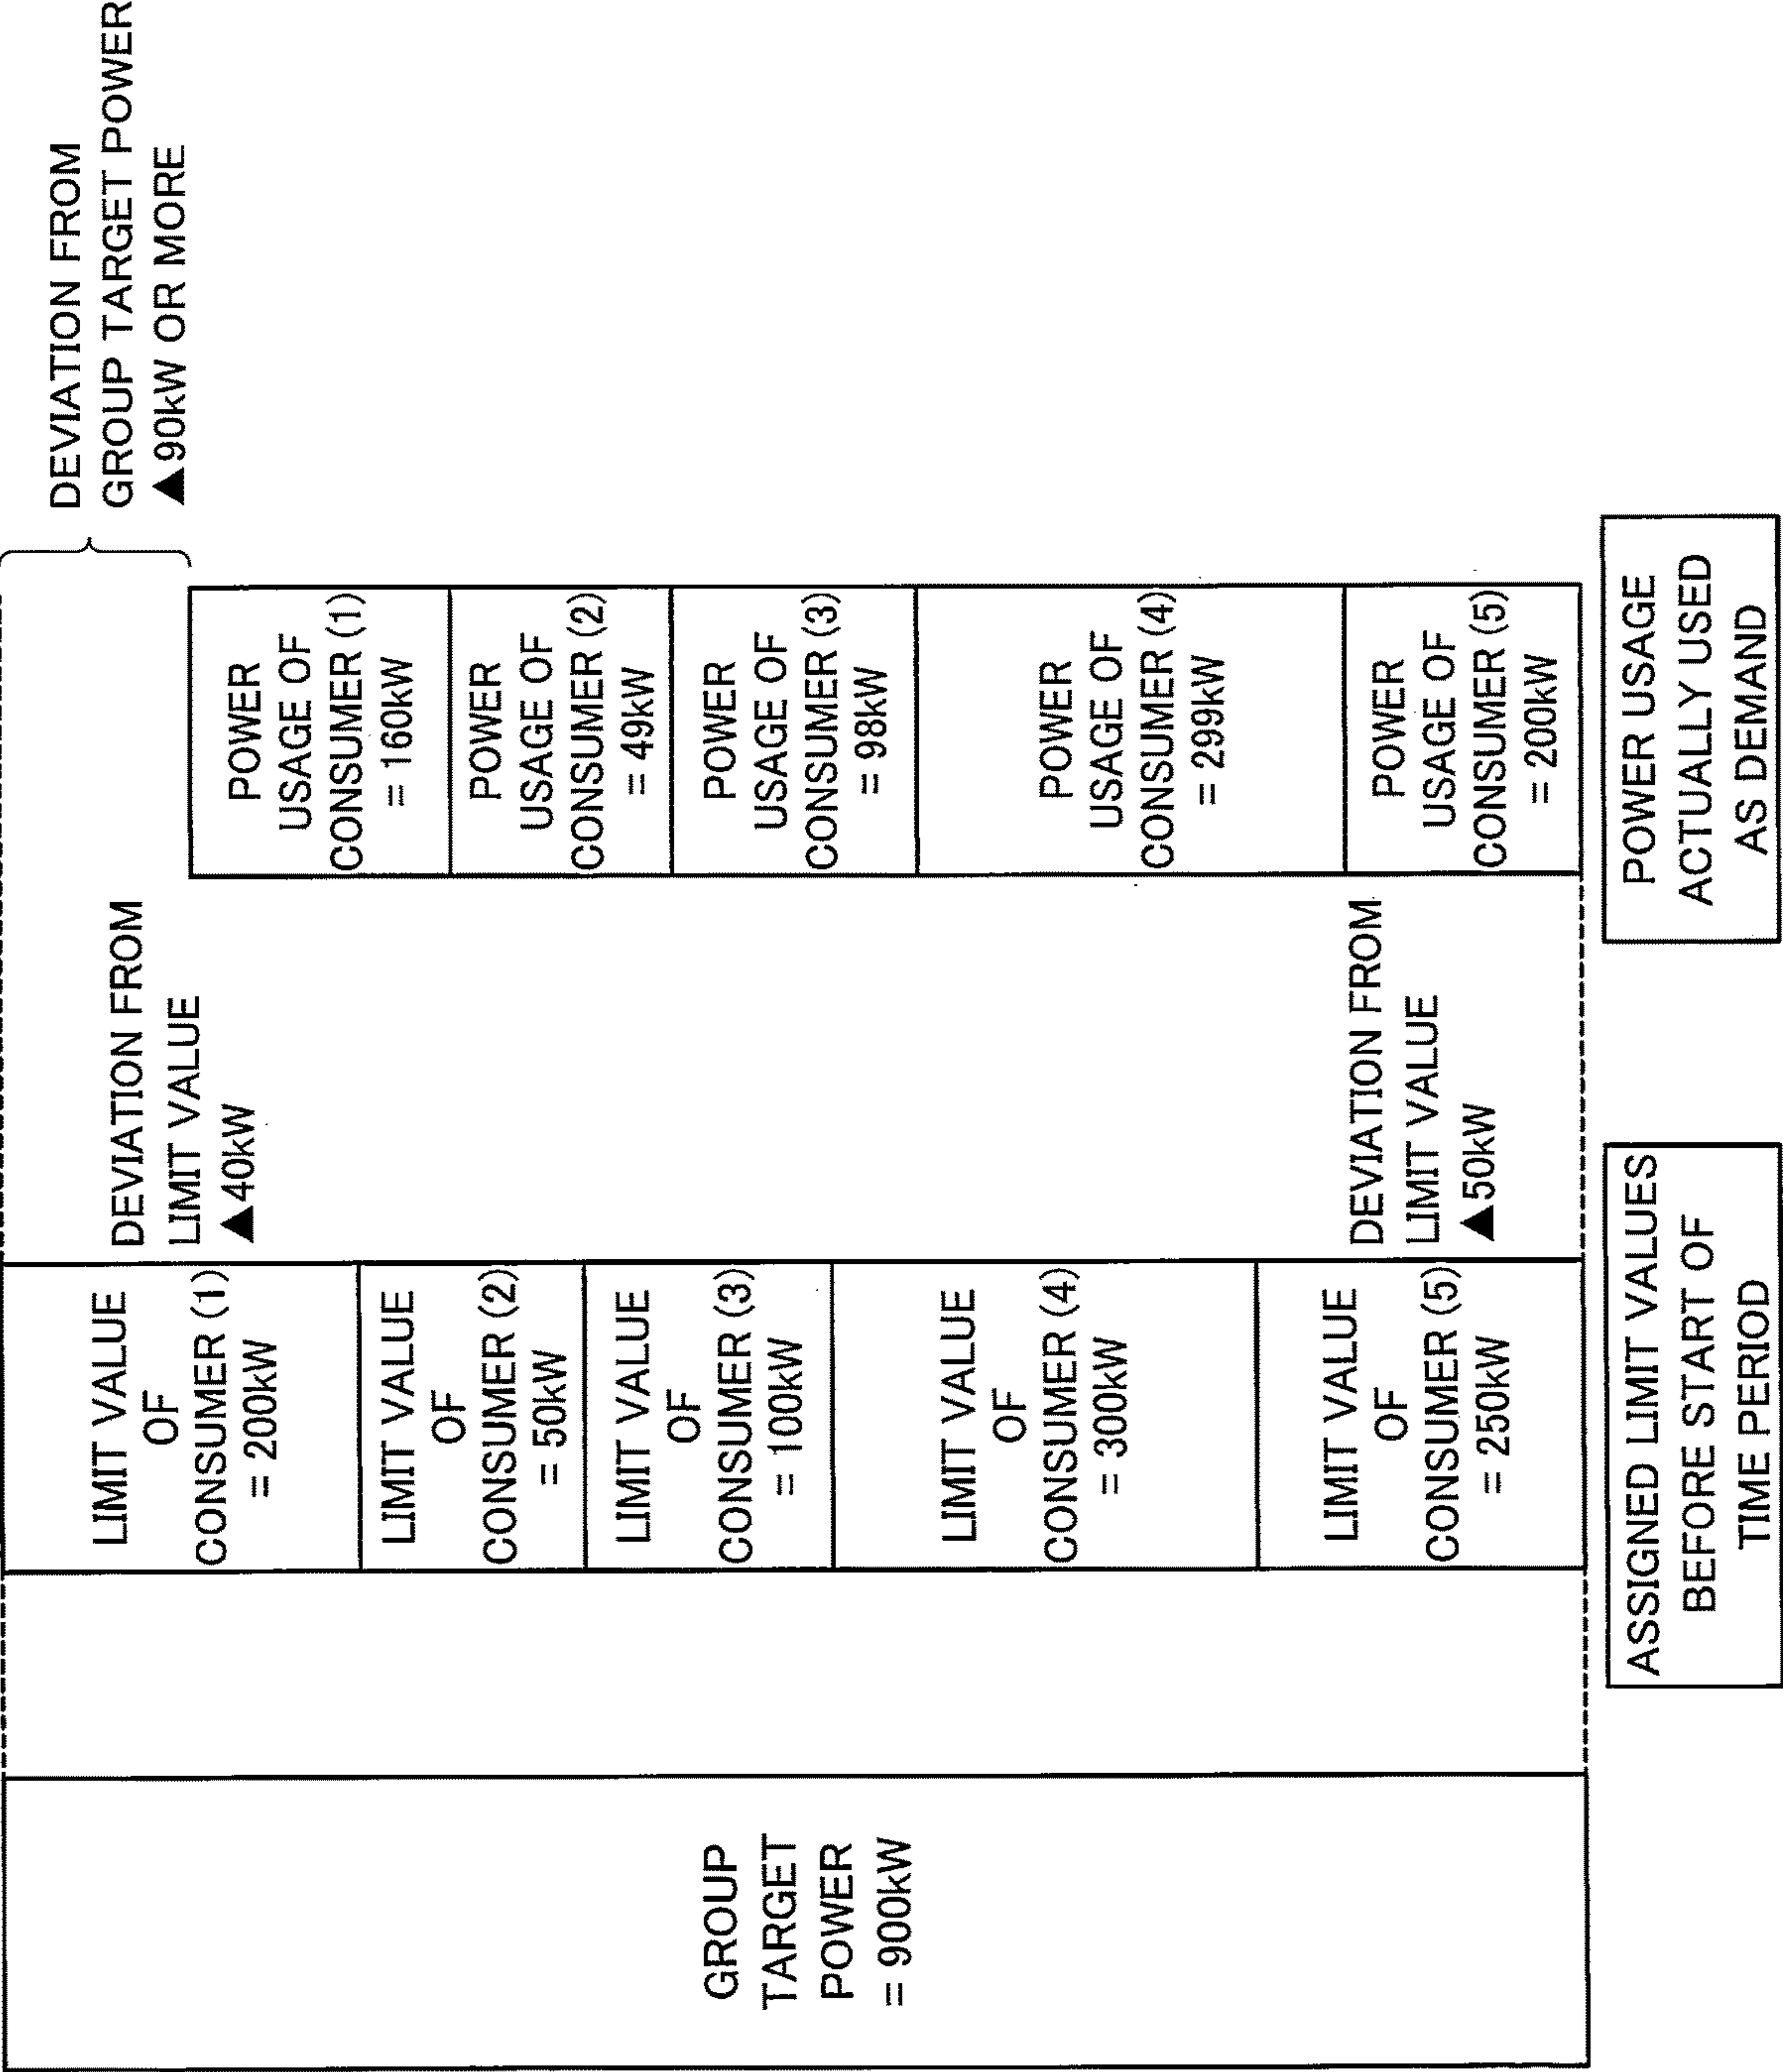 GROUP
TARGET
POWER
= 900kW
LIMIT VALUE
OF
CONSUMER (1)
= 200kW
LIMIT VALUE
OF
CONSUMER (2)
= 50kW
LIMIT VALUE
OF
CONSUMER (3)
= 100kW
LIMIT VALUE
OF
CONSUMER (4)
= 300kW
LIMIT VALUE
OF
CONSUMER (5)
= 250kW
ASSIGNED LIMIT VALUES
BEFORE START OF
TIME PERIOD
DEVIATION FROM
LIMIT VALUE
▲40kW
DEVIATION FROM
LIMIT VALUE
▲50kW
POWER
USAGE OF
CONSUMER (1)
= 160kW
POWER
USAGE OF
CONSUMER (2)
= 49kW
POWER
USAGE OF
CONSUMER (3)
= 98kW
POWER
USAGE OF
CONSUMER (4)
= 299kW
POWER
USAGE OF
CONSUMER (5)
= 200kW
POWER USAGE
ACTUALLY USED
AS DEMAND
DEVIATION FROM
GROUP TARGET POWER
▲90kW OR MORE